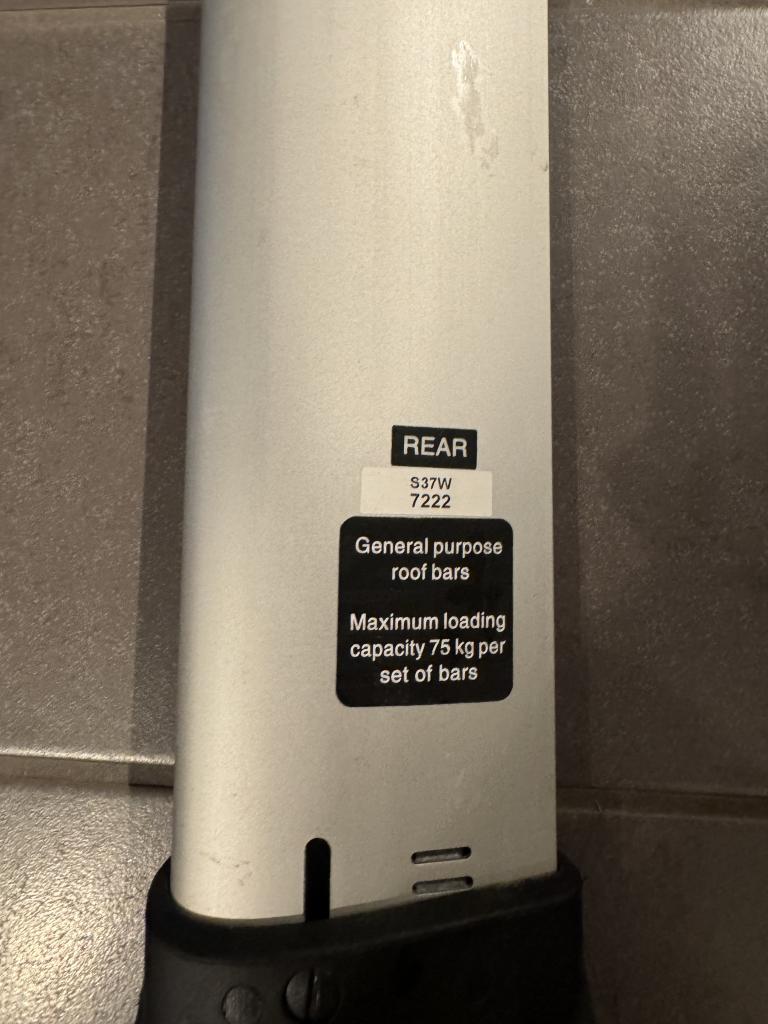 REAR
S37W
7222
General purpose
roof bars
Maximum loading
capacity 75 kg per
set of bars